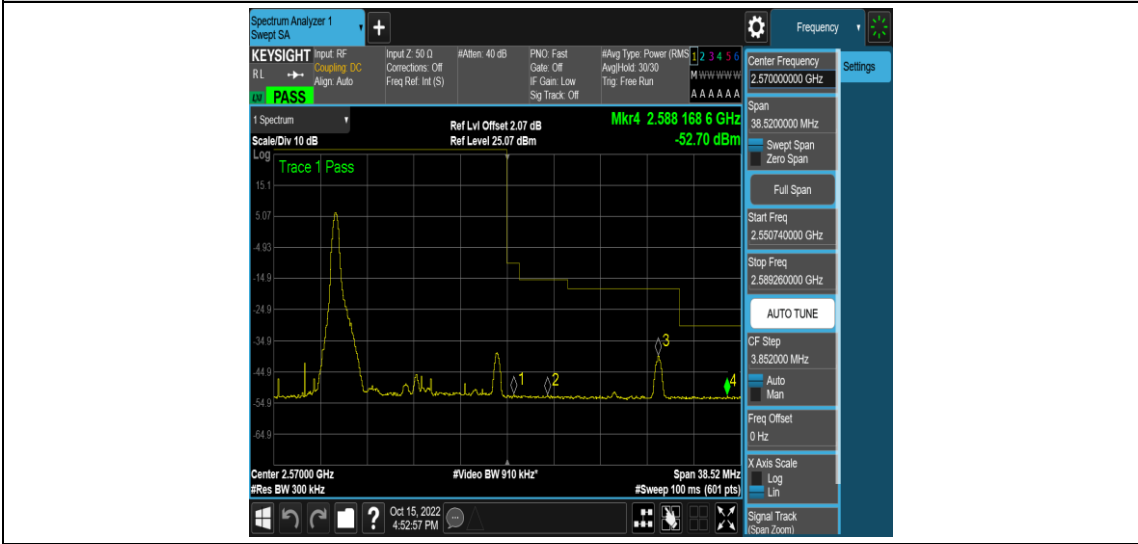 Spectrum Analyzer 1
Swept SA
+
Frequency
KEYSIGHT
RL
LW
PASS
Input: RF
Coupling: DC
Align: Auto
Input Z: 50 Ω
Corrections: Off
Freq Ref: Int (S)
#Atten: 40 dB
PNO: Fast
Gate: Off
IF Gain: Low
Sig Track: Off
#Avg Type: Power (RMS
Avg|Hold: 30/30
Trig: Free Run
1 2 3 4 5 6
M W W W W W
A A A A A A
1 Spectrum
Scale/Div 10 dB
Ref Lvl Offset 2.07 dB
Ref Level 25.07 dBm
Mkr4 2.588 168 6 GHz
-52.70 dBm
Log
Trace 1 Pass
15.1
5.07
-4.93
-14.9
-24.9
-34.9
-44.9
-54.9
-64.9
1
2
3
4
Center 2.57000 GHz
#Res BW 300 kHz
#Video BW 910 kHz*
Span 38.52 MHz
#Sweep 100 ms (601 pts)
?
Oct 15, 2022
4:52:57 PM
Center Frequency
2.570000000 GHz
Settings
Span
38.5200000 MHz
Swept Span
Zero Span
Full Span
Start Freq
2.550740000 GHz
Stop Freq
2.589260000 GHz
AUTO TUNE
CF Step
3.852000 MHz
Auto
Man
Freq Offset
0 Hz
X Axis Scale
Log
Lin
Signal Track
(Span Zoom)